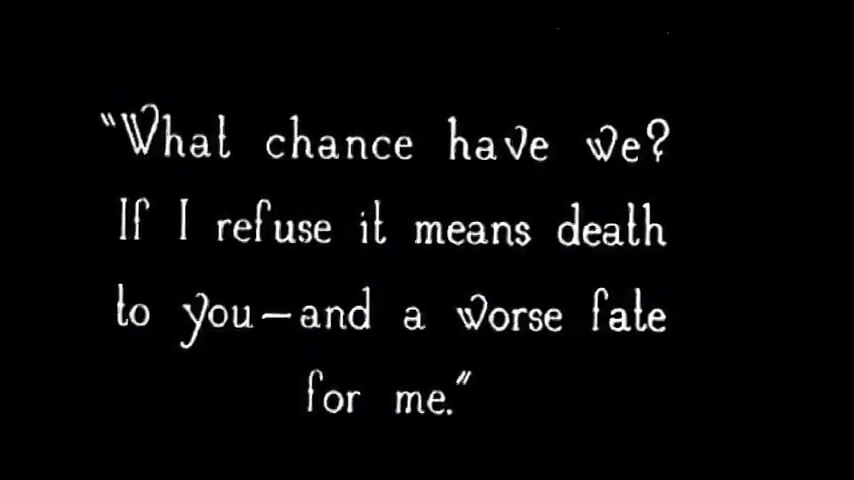 "What chance have we?
If I refuse it means death
to you—and a worse fate
for me."